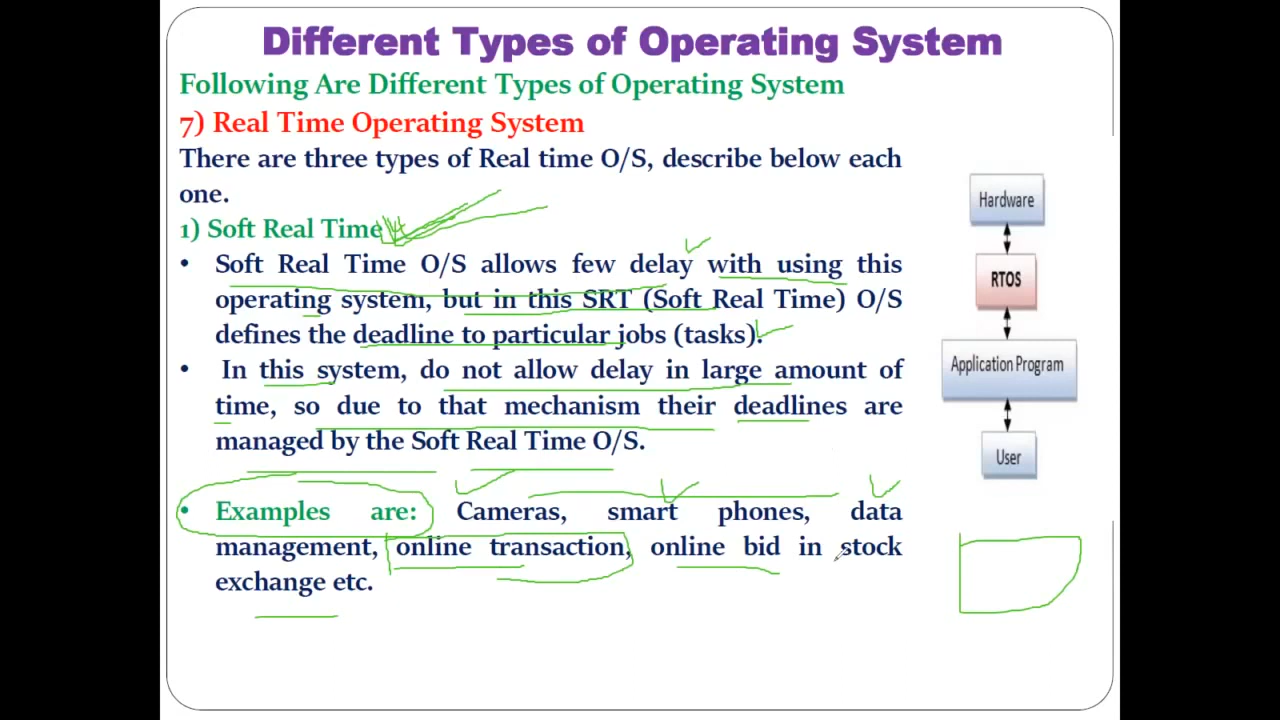 Different Types of Operating System
Following Are Different Types of Operating System
7) Real Time Operating System
There are three types of Real time O/S, describe below each
one.
1) Soft Real Time
• Soft Real Time O/S allows few delay with using this
operating system, but in this SRT (Soft Real Time) O/S
defines the deadline to particular jobs (tasks).
• In this system, do not allow delay in large amount of
time, so due to that mechanism their deadlines are
managed by the Soft Real Time O/S.
• Examples are: Cameras, smart phones, data
management, online transaction, online bid in stock
exchange etc.
Hardware
RTOS
Application Program
User